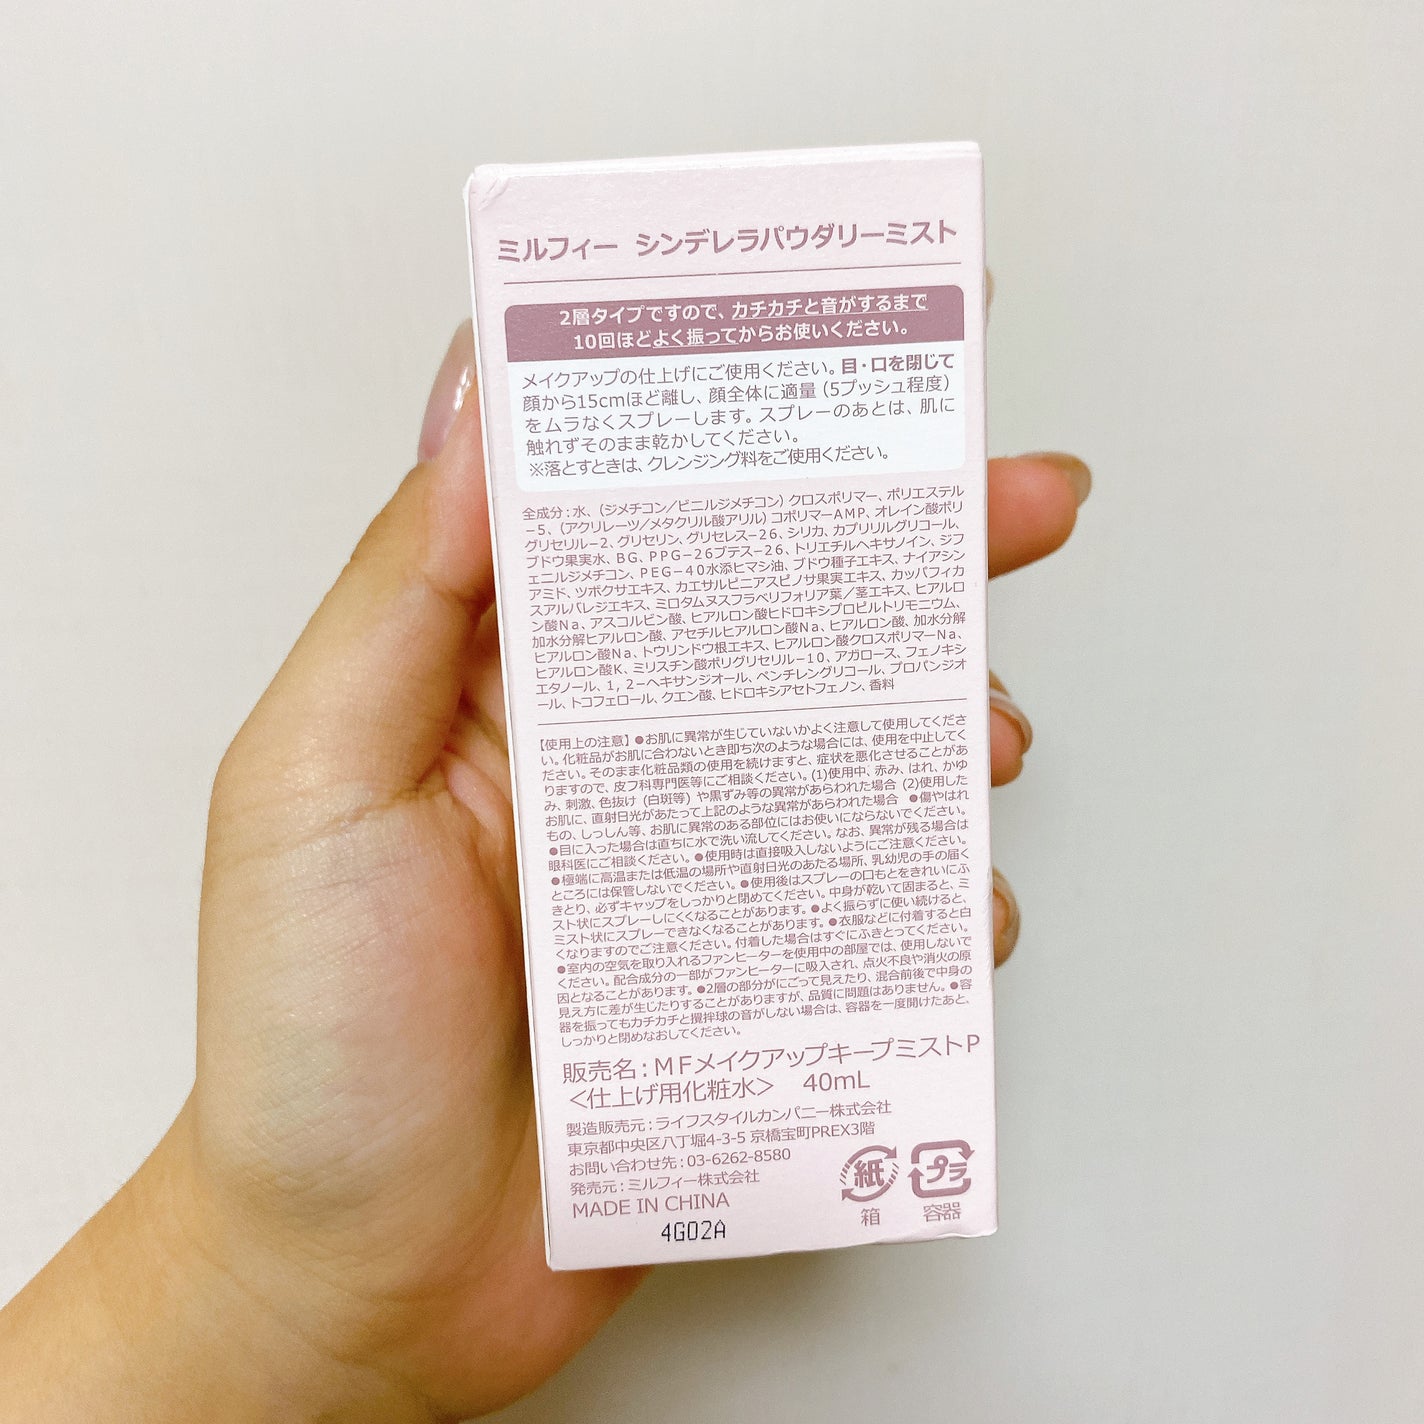 ミルフィー シンデレラパウダリーミスト
2層タイプですので、カチカチと音がするまで
10回ほどよく振ってからお使いください。
メイクアップの仕上げにご使用ください。目・口を閉じて
顔から15cmほど離し、顔全体に適量（5プッシュ程度）
をムラなくスプレーします。スプレーのあとは、肌に
触れずそのまま乾かしてください。
※落とすときは、クレンジング料をご使用ください。
全成分：水、（ジメチコン／ビニルジメチコン）クロスポリマー、ポリエステル
－5、（アクリレーツ／メタクリル酸アリル）コポリマーAMP、オレイン酸ポリ
グリセリル－2、グリセリン、グリセレス－26、シリカ、カプリリルグリコール、
ブドウ果実水、BG、PPG－26ブテス－26、トリエチルヘキサノイン、ジフ
ェニルジメチコン、PEG－40水添ヒマシ油、ブドウ種子エキス、ナイアシン
アミド、ツボクサエキス、カエサルピニアスピノサ果実エキス、カッパフィカ
スアルバレジエキス、ミロタムヌスフラベリフォリア葉／茎エキス、ヒアルロ
ン酸Na、アスコルビン酸、ヒアルロン酸ヒドロキシプロピルトリモニウム、
加水分解ヒアルロン酸、アセチルヒアルロン酸Na、ヒアルロン酸、加水分解
ヒアルロン酸Na、トウリンドウ根エキス、ヒアルロン酸クロスポリマーNa、
ヒアルロン酸K、ミリスチン酸ポリグリセリル－10、アガロース、フェノキシ
エタノール、1，2－ヘキサンジオール、ペンチレングリコール、プロパンジオ
ール、トコフェロール、クエン酸、ヒドロキシアセトフェノン、香料
【使用上の注意】●お肌に異常が生じていないかよく注意して使用してくださ
い。化粧品がお肌に合わないとき即ち次のような場合には、使用を中止してく
ださい。そのまま化粧品類の使用を続けますと、症状を悪化させることがあ
りますので、皮フ科専門医等にご相談ください。(1)使用中、赤み、はれ、かゆ
み、刺激、色抜け（白斑等）や黒ずみ等の異常があらわれた場合 (2)使用した
お肌に、直射日光があたって上記のような異常があらわれた場合 ●傷やはれ
もの、しっしん等、お肌に異常のある部位にはお使いにならないでください。
●目に入った場合は直ちに水で洗い流してください。なお、異常が残る場合は
眼科医にご相談ください。●使用時は直接吸入しないようにご注意ください。
●極端に高温または低温の場所や直射日光のあたる場所、乳幼児の手の届く
ところには保管しないでください。●使用後はスプレーの口もとをきれいにふ
きとり、必ずキャップをしっかりと閉めてください。中身が乾いて固まると、ミ
スト状にスプレーしにくくなることがあります。●よく振らずに使い続けると、
ミスト状にスプレーできなくなることがあります。●衣服などに付着すると白
くなりますのでご注意ください。付着した場合はすぐにふきとってください。
●室内の空気を取り入れるファンヒーターを使用中の部屋では、使用しないで
ください。配合成分の一部がファンヒーターに吸入され、点火不良や消火の原
因となることがあります。●2層の部分がにごって見えたり、混合前後で中身の
見え方に差が生じたりすることがありますが、品質に問題はありません。●容
器を振ってもカチカチと攪拌球の音がしない場合は、容器を一度開けたあと、
しっかりと閉めなおしてください。
販売名：MFメイクアップキープミストP
＜仕上げ用化粧水＞ 40mL
製造販売元：ライフスタイルカンパニー株式会社
東京都中央区八丁堀4-3-5 京橋宝町PREX3階
お問い合わせ先：03-6262-8580
発売元：ミルフィー株式会社
MADE IN CHINA
4G02A
紙
箱
プラ
容器